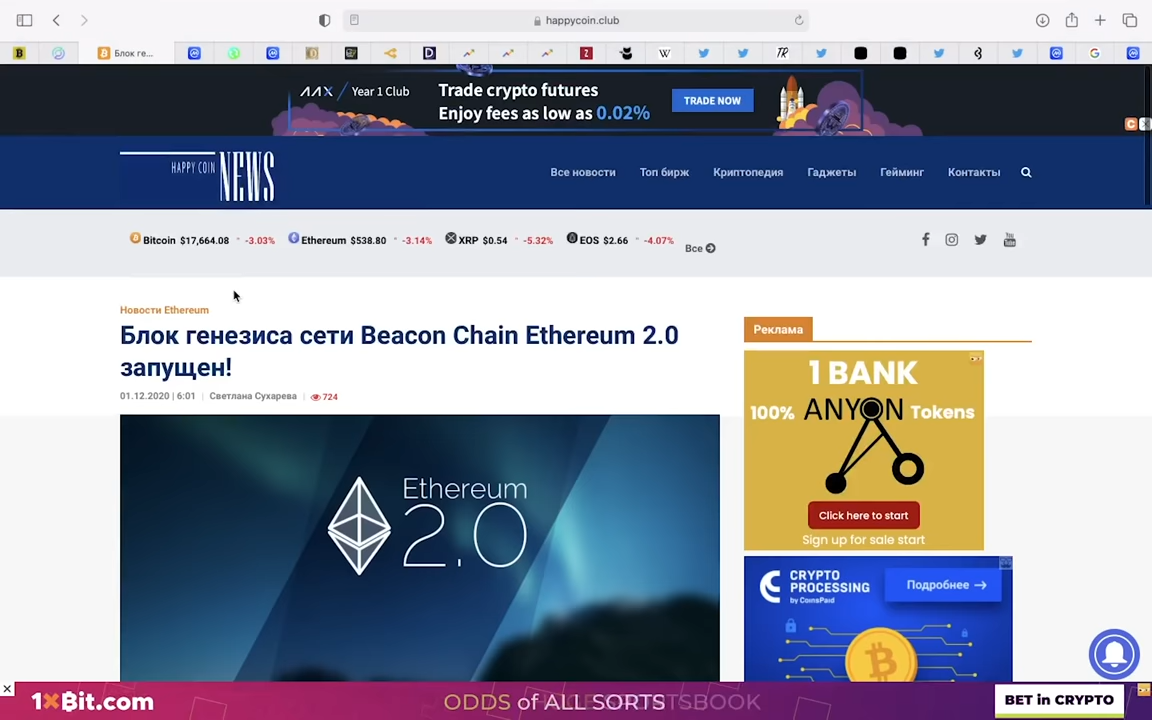 happycoin.club
Блок ге...
AAX / Year 1 Club
Trade crypto futures
Enjoy fees as low as 0.02%
TRADE NOW
HAPPY COIN NEWS
Все новости
Топ бирж
Криптопедия
Гаджеты
Гейминг
Контакты
Bitcoin $17,664.08 -3.03%
Ethereum $538.80 -3.14%
XRP $0.54 -5.32%
EOS $2.66 -4.07%
Все
Новости Ethereum
Блок генезиса сети Beacon Chain Ethereum 2.0
запущен!
01.12.2020 | 6:01 | Светлана Сухарева | 724
Ethereum
2.0
Реклама
1 BANK
100% ANYON Tokens
Click here to start
Sign up for sale start
CRYPTO
PROCESSING
by CoinsPaid
Подробнее →
1XBit.com
ODDS of ALL SORTS
SPORTSBOOK
BET in CRYPTO